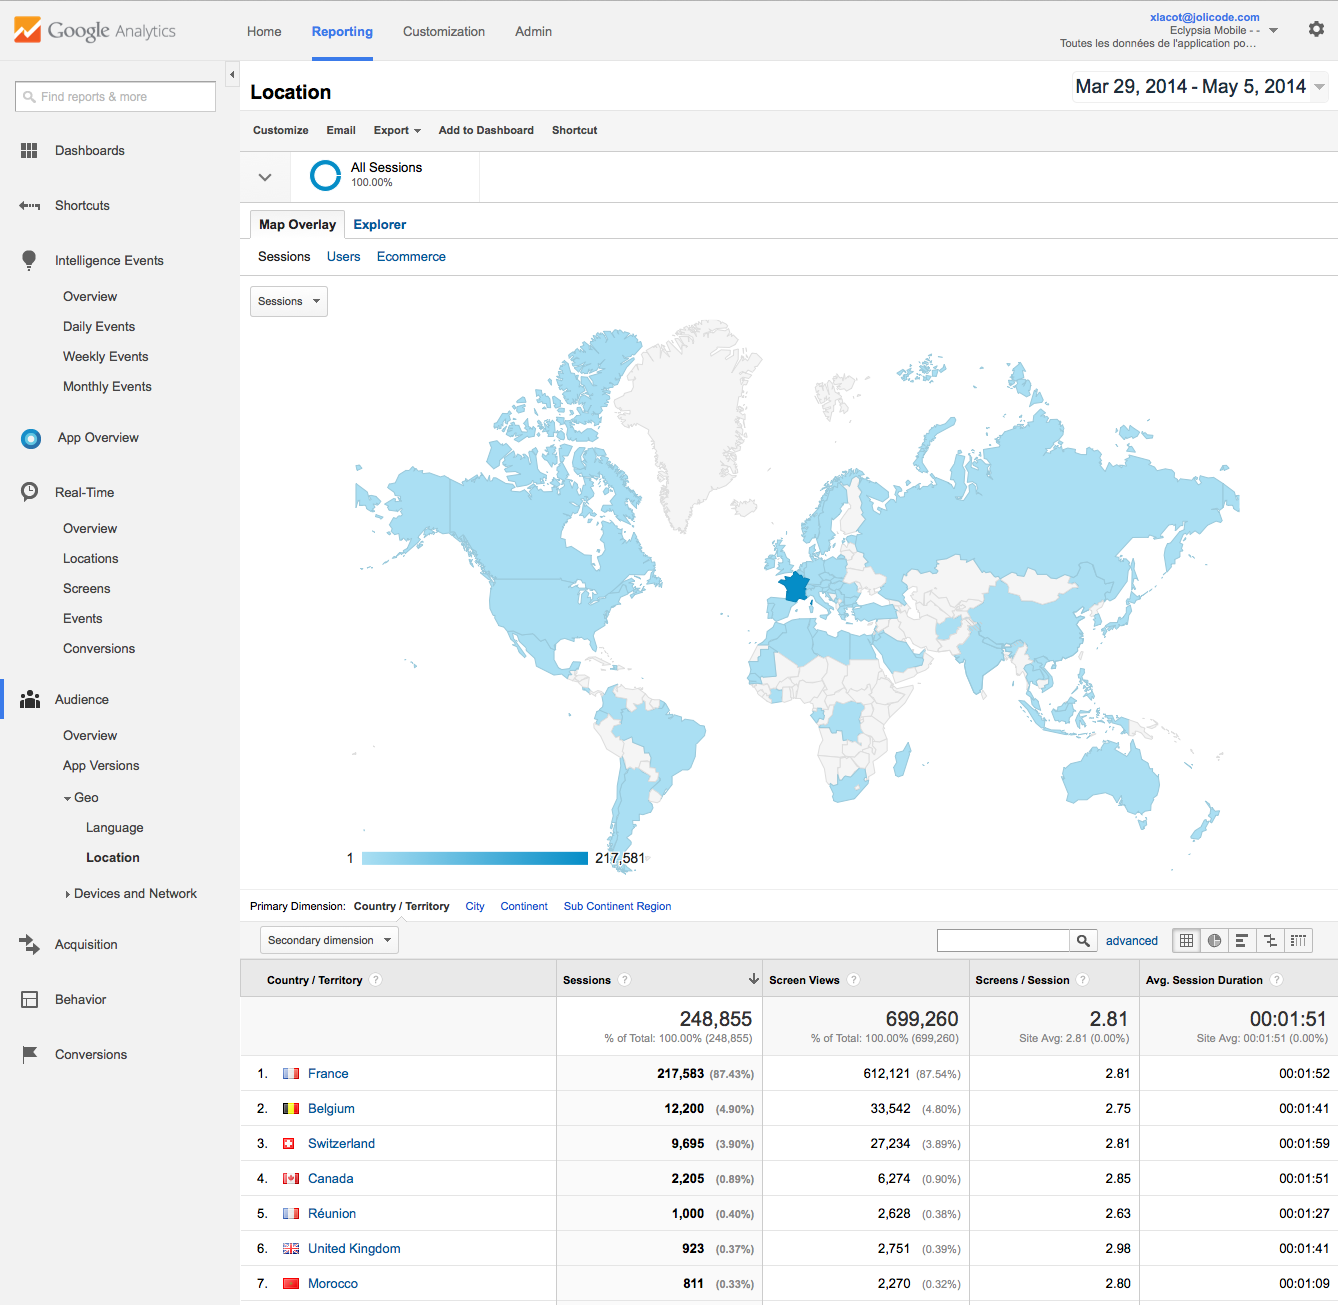 Google Analytics
Home Reporting Customization Admin
xlacot@jolicode.com
Eclypsia Mobile - -
Toutes les données de l'application po...
Find reports & more
Dashboards
Shortcuts
Intelligence Events
Overview
Daily Events
Weekly Events
Monthly Events
App Overview
Real-Time
Overview
Locations
Screens
Events
Conversions
Audience
Overview
App Versions
Geo
Language
Location
Devices and Network
Acquisition
Behavior
Conversions
Location
Mar 29, 2014 - May 5, 2014
Customize Email Export Add to Dashboard Shortcut
All Sessions
100.00%
Map Overlay Explorer
Sessions Users Ecommerce
Sessions
1 217,581
Primary Dimension: Country / Territory City Continent Sub Continent Region
Secondary dimension advanced
Country / Territory ? Sessions ? Screen Views ? Screens / Session ? Avg. Session Duration ?
248,855 699,260 2.81 00:01:51
% of Total: 100.00% (248,855) % of Total: 100.00% (699,260) Site Avg: 2.81 (0.00%) Site Avg: 00:01:51 (0.00%)
1. France 217,583 (87.43%) 612,121 (87.54%) 2.81 00:01:52
2. Belgium 12,200 (4.90%) 33,542 (4.80%) 2.75 00:01:41
3. Switzerland 9,695 (3.90%) 27,234 (3.89%) 2.81 00:01:59
4. Canada 2,205 (0.89%) 6,274 (0.90%) 2.85 00:01:51
5. Réunion 1,000 (0.40%) 2,628 (0.38%) 2.63 00:01:27
6. United Kingdom 923 (0.37%) 2,751 (0.39%) 2.98 00:01:41
7. Morocco 811 (0.33%) 2,270 (0.32%) 2.80 00:01:09